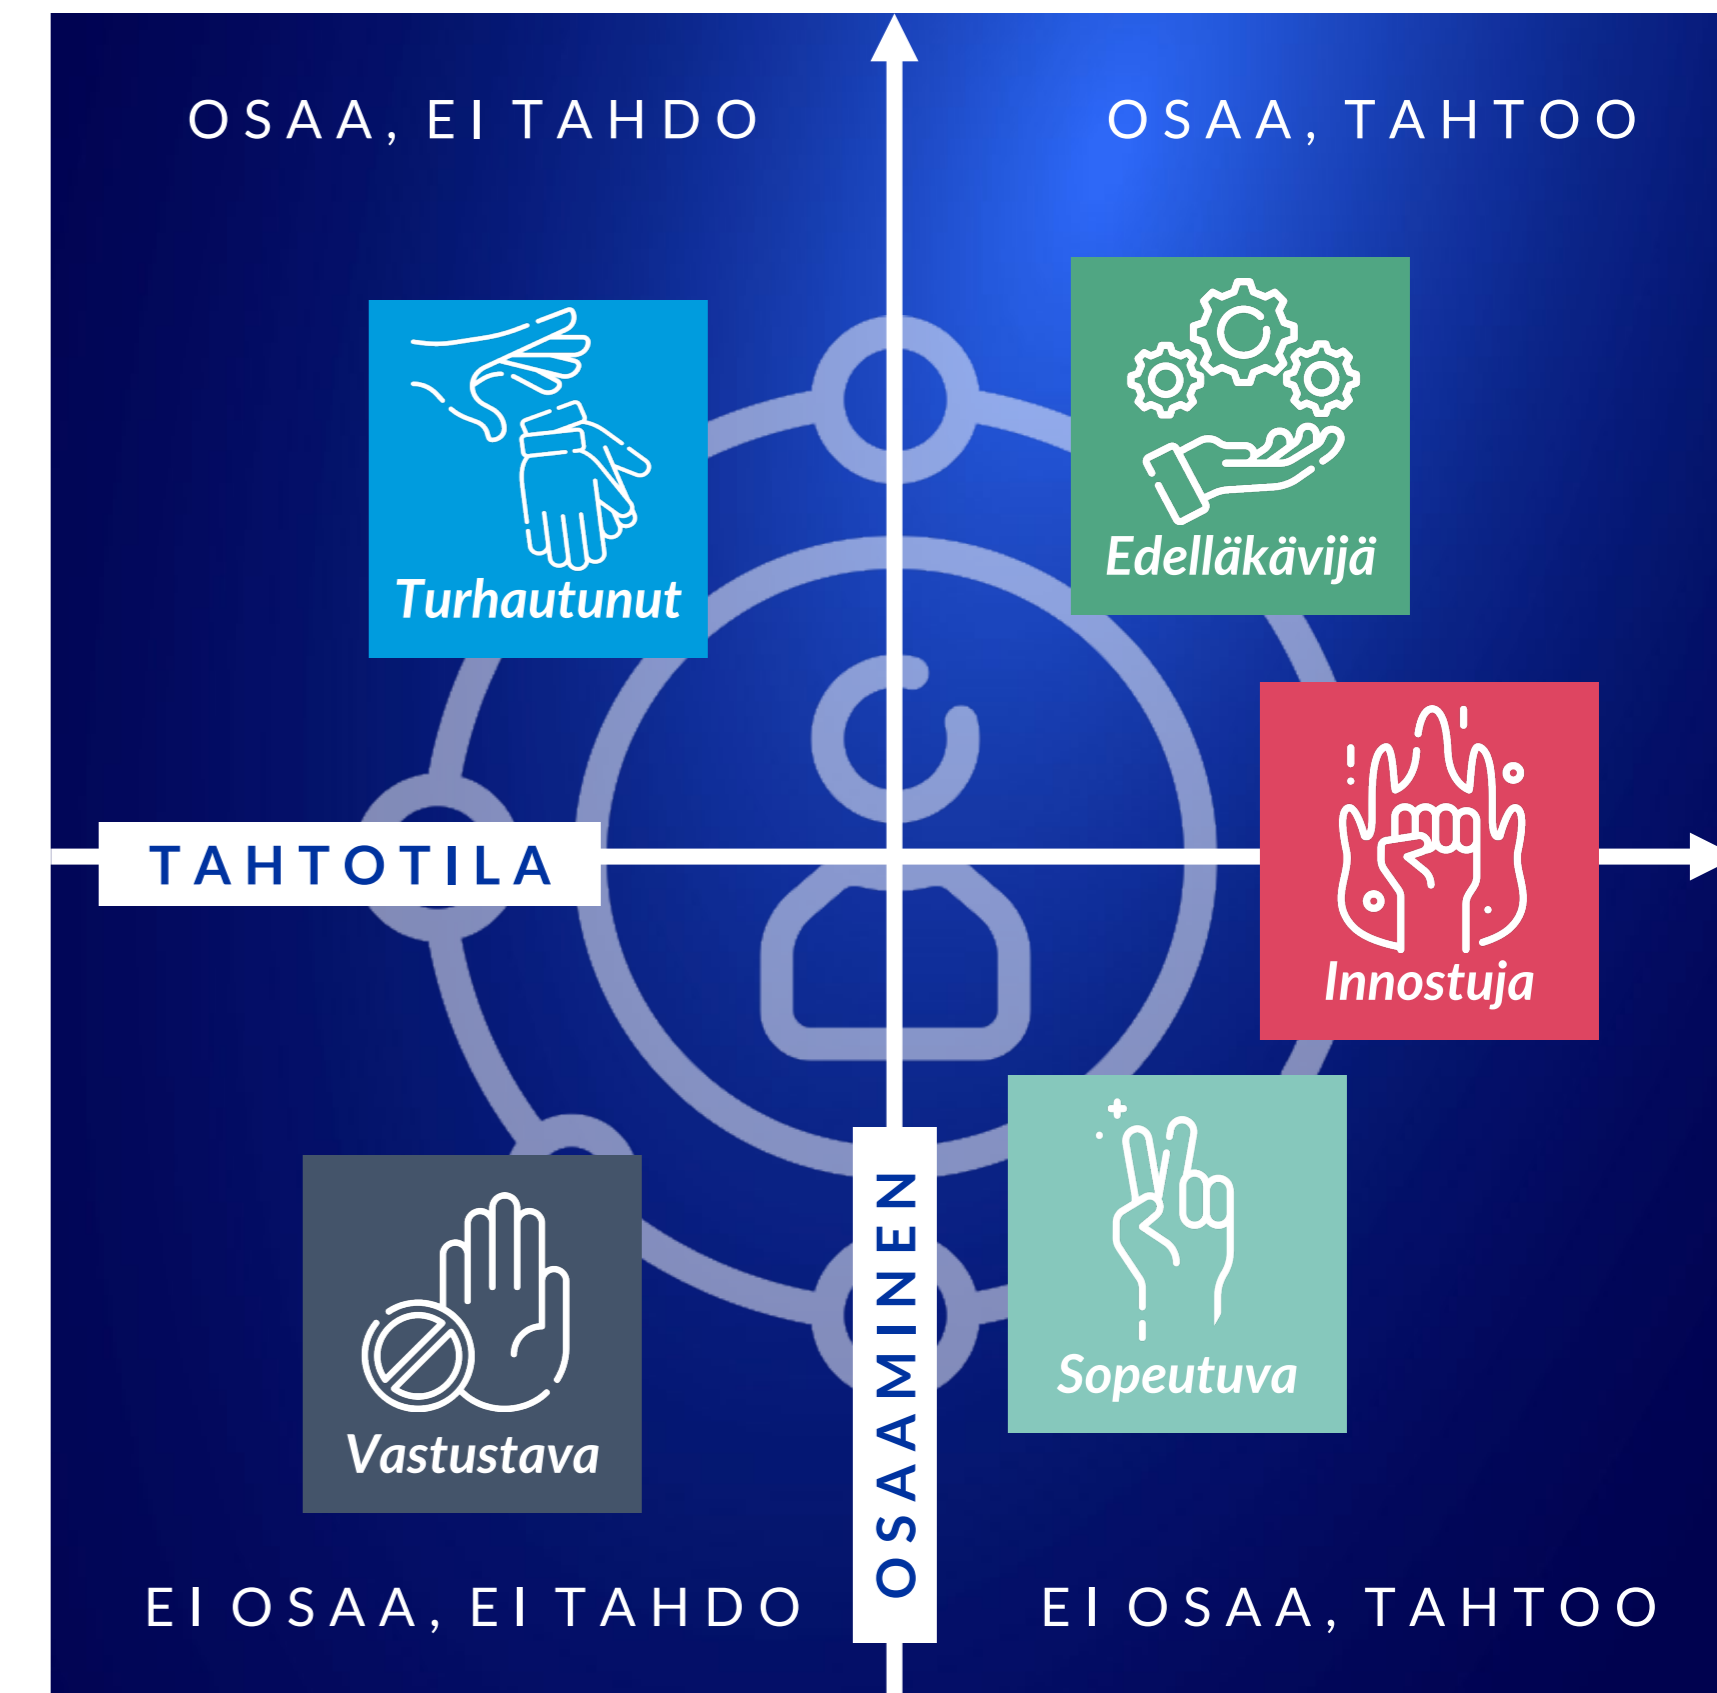 OSAA, EI TAHDO
OSAA, TAHTOO
Turhautunut
Edelläkävijä
TAHTOTILA
Innostuja
OSAAMINEN
Sopeutuva
Vastustava
EI OSAA, EI TAHDO
EI OSAA, TAHTOO